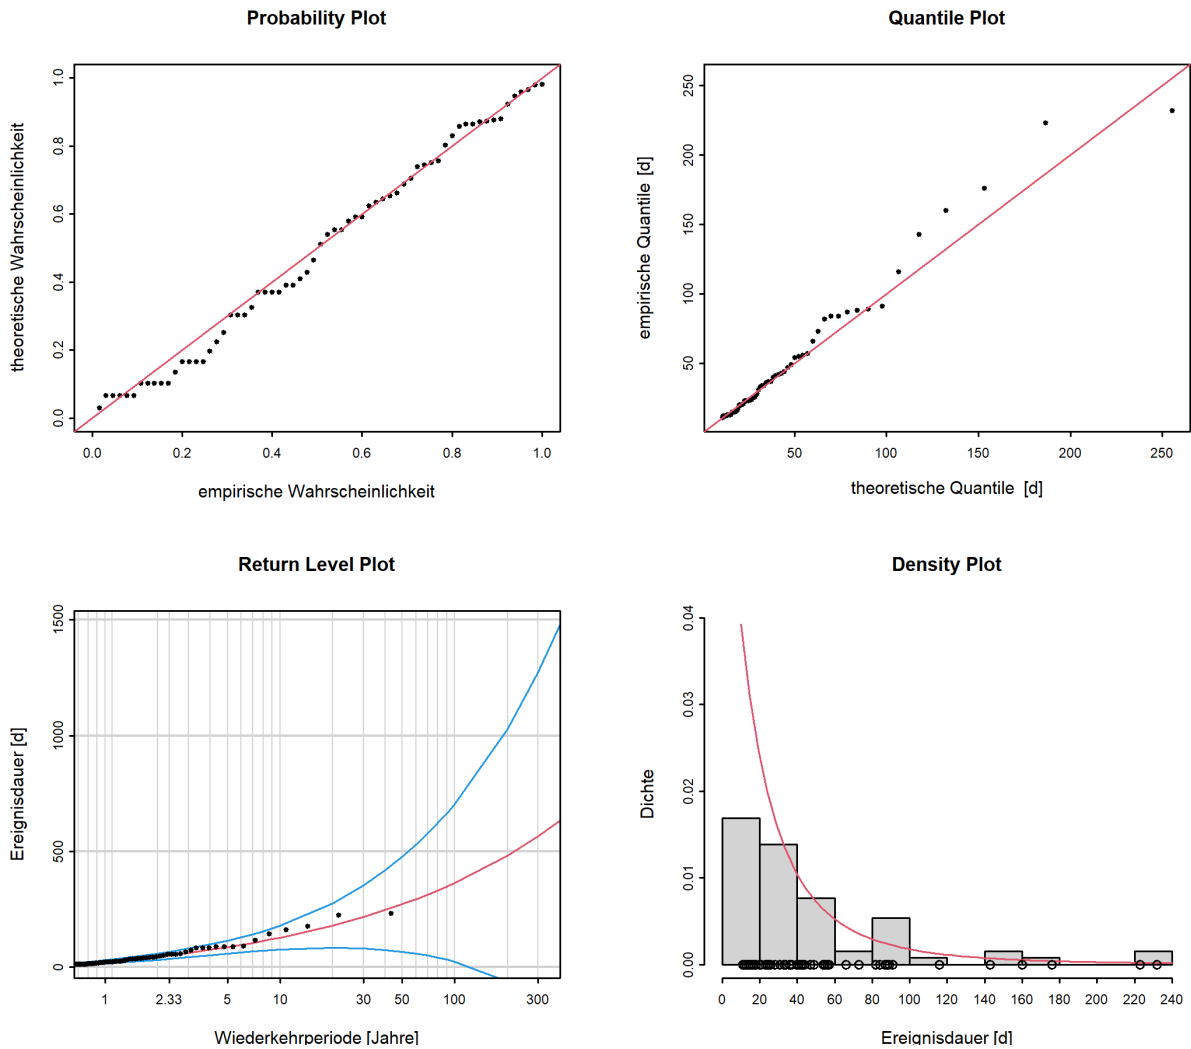 Probability Plot
theoretische Wahrscheinlichkeit
1.0
0.8
0.6
0.4
0.2
0.0
0.0 0.2 0.4 0.6 0.8 1.0
empirische Wahrscheinlichkeit
Quantile Plot
empirische Quantile [d]
250
200
150
100
50
50 100 150 200 250
theoretische Quantile [d]
Return Level Plot
Ereignisdauer [d]
1500
1000
500
0
1 2.33 5 10 30 50 100 300
Wiederkehrperiode [Jahre]
Density Plot
Dichte
0.04
0.03
0.02
0.01
0.00
0 20 40 60 80 100 120 140 160 180 200 220 240
Ereignisdauer [d]